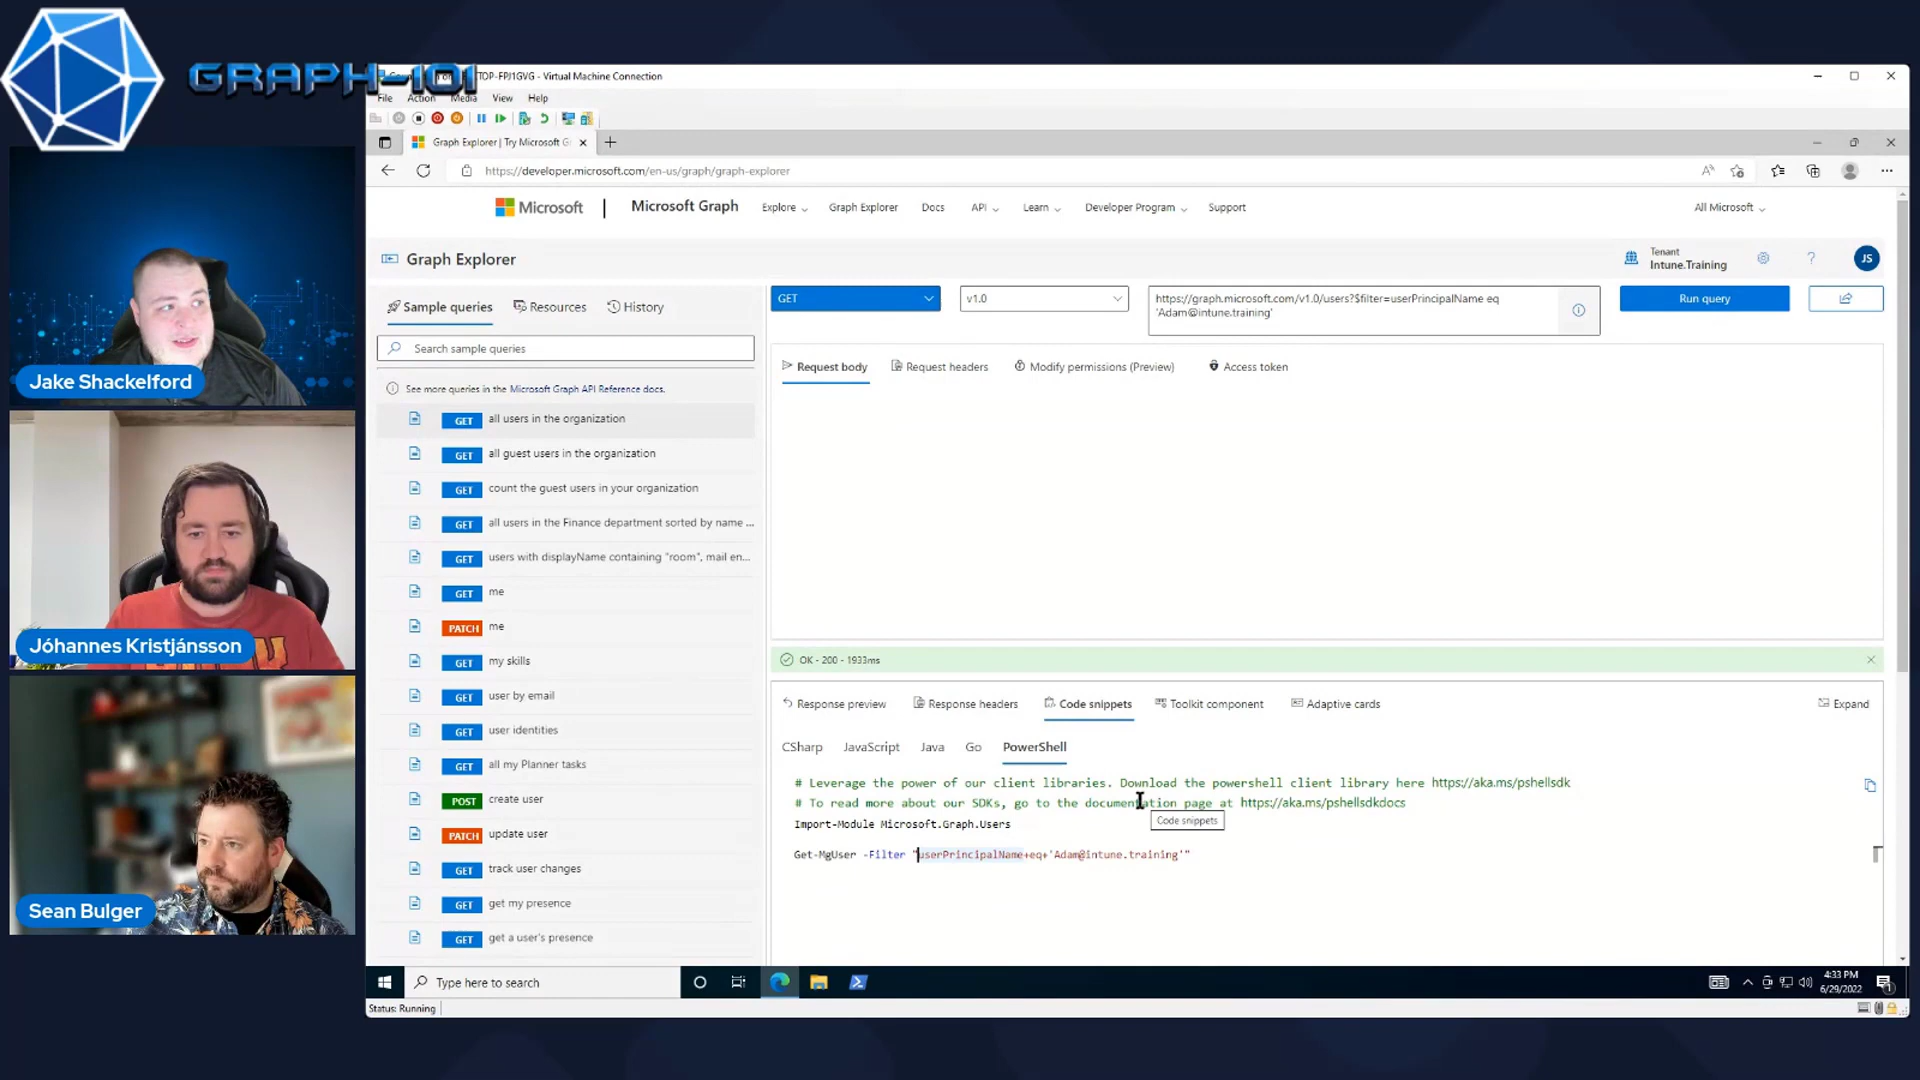 GRAPH-101
TOP-FPJ1GVG - Virtual Machine Connection
File Action Media View Help
Graph Explorer | Try Microsoft G
https://developer.microsoft.com/en-us/graph/graph-explorer
Microsoft | Microsoft Graph Explore Graph Explorer Docs API Learn Developer Program Support All Microsoft
Graph Explorer
Tenant
Intune.Training
JS
Sample queries Resources History
Search sample queries
See more queries in the Microsoft Graph API Reference docs.
GET all users in the organization
GET all guest users in the organization
GET count the guest users in your organization
GET all users in the Finance department sorted by name ...
GET users with displayName containing "room", mail en...
GET me
PATCH me
GET my skills
GET user by email
GET user identities
GET all my Planner tasks
POST create user
PATCH update user
GET track user changes
GET get my presence
GET get a user's presence
GET v1.0
https://graph.microsoft.com/v1.0/users?$filter=userPrincipalName eq
'Adam@intune.training'
Run query
Request body Request headers Modify permissions (Preview) Access token
OK - 200 - 1933ms
Response preview Response headers Code snippets Toolkit component Adaptive cards Expand
CSharp JavaScript Java Go PowerShell
# Leverage the power of our client libraries. Download the powershell client library here https://aka.ms/pshellsdk
# To read more about our SDKs, go to the documentation page at https://aka.ms/pshellsdkdocs
Code snippets
Import-Module Microsoft.Graph.Users
Get-MgUser -Filter "userPrincipalName+eq+'Adam@intune.training'"
Type here to search
4:33 PM
6/29/2022
Status: Running
Jake Shackelford
Jóhannes Kristjánsson
Sean Bulger